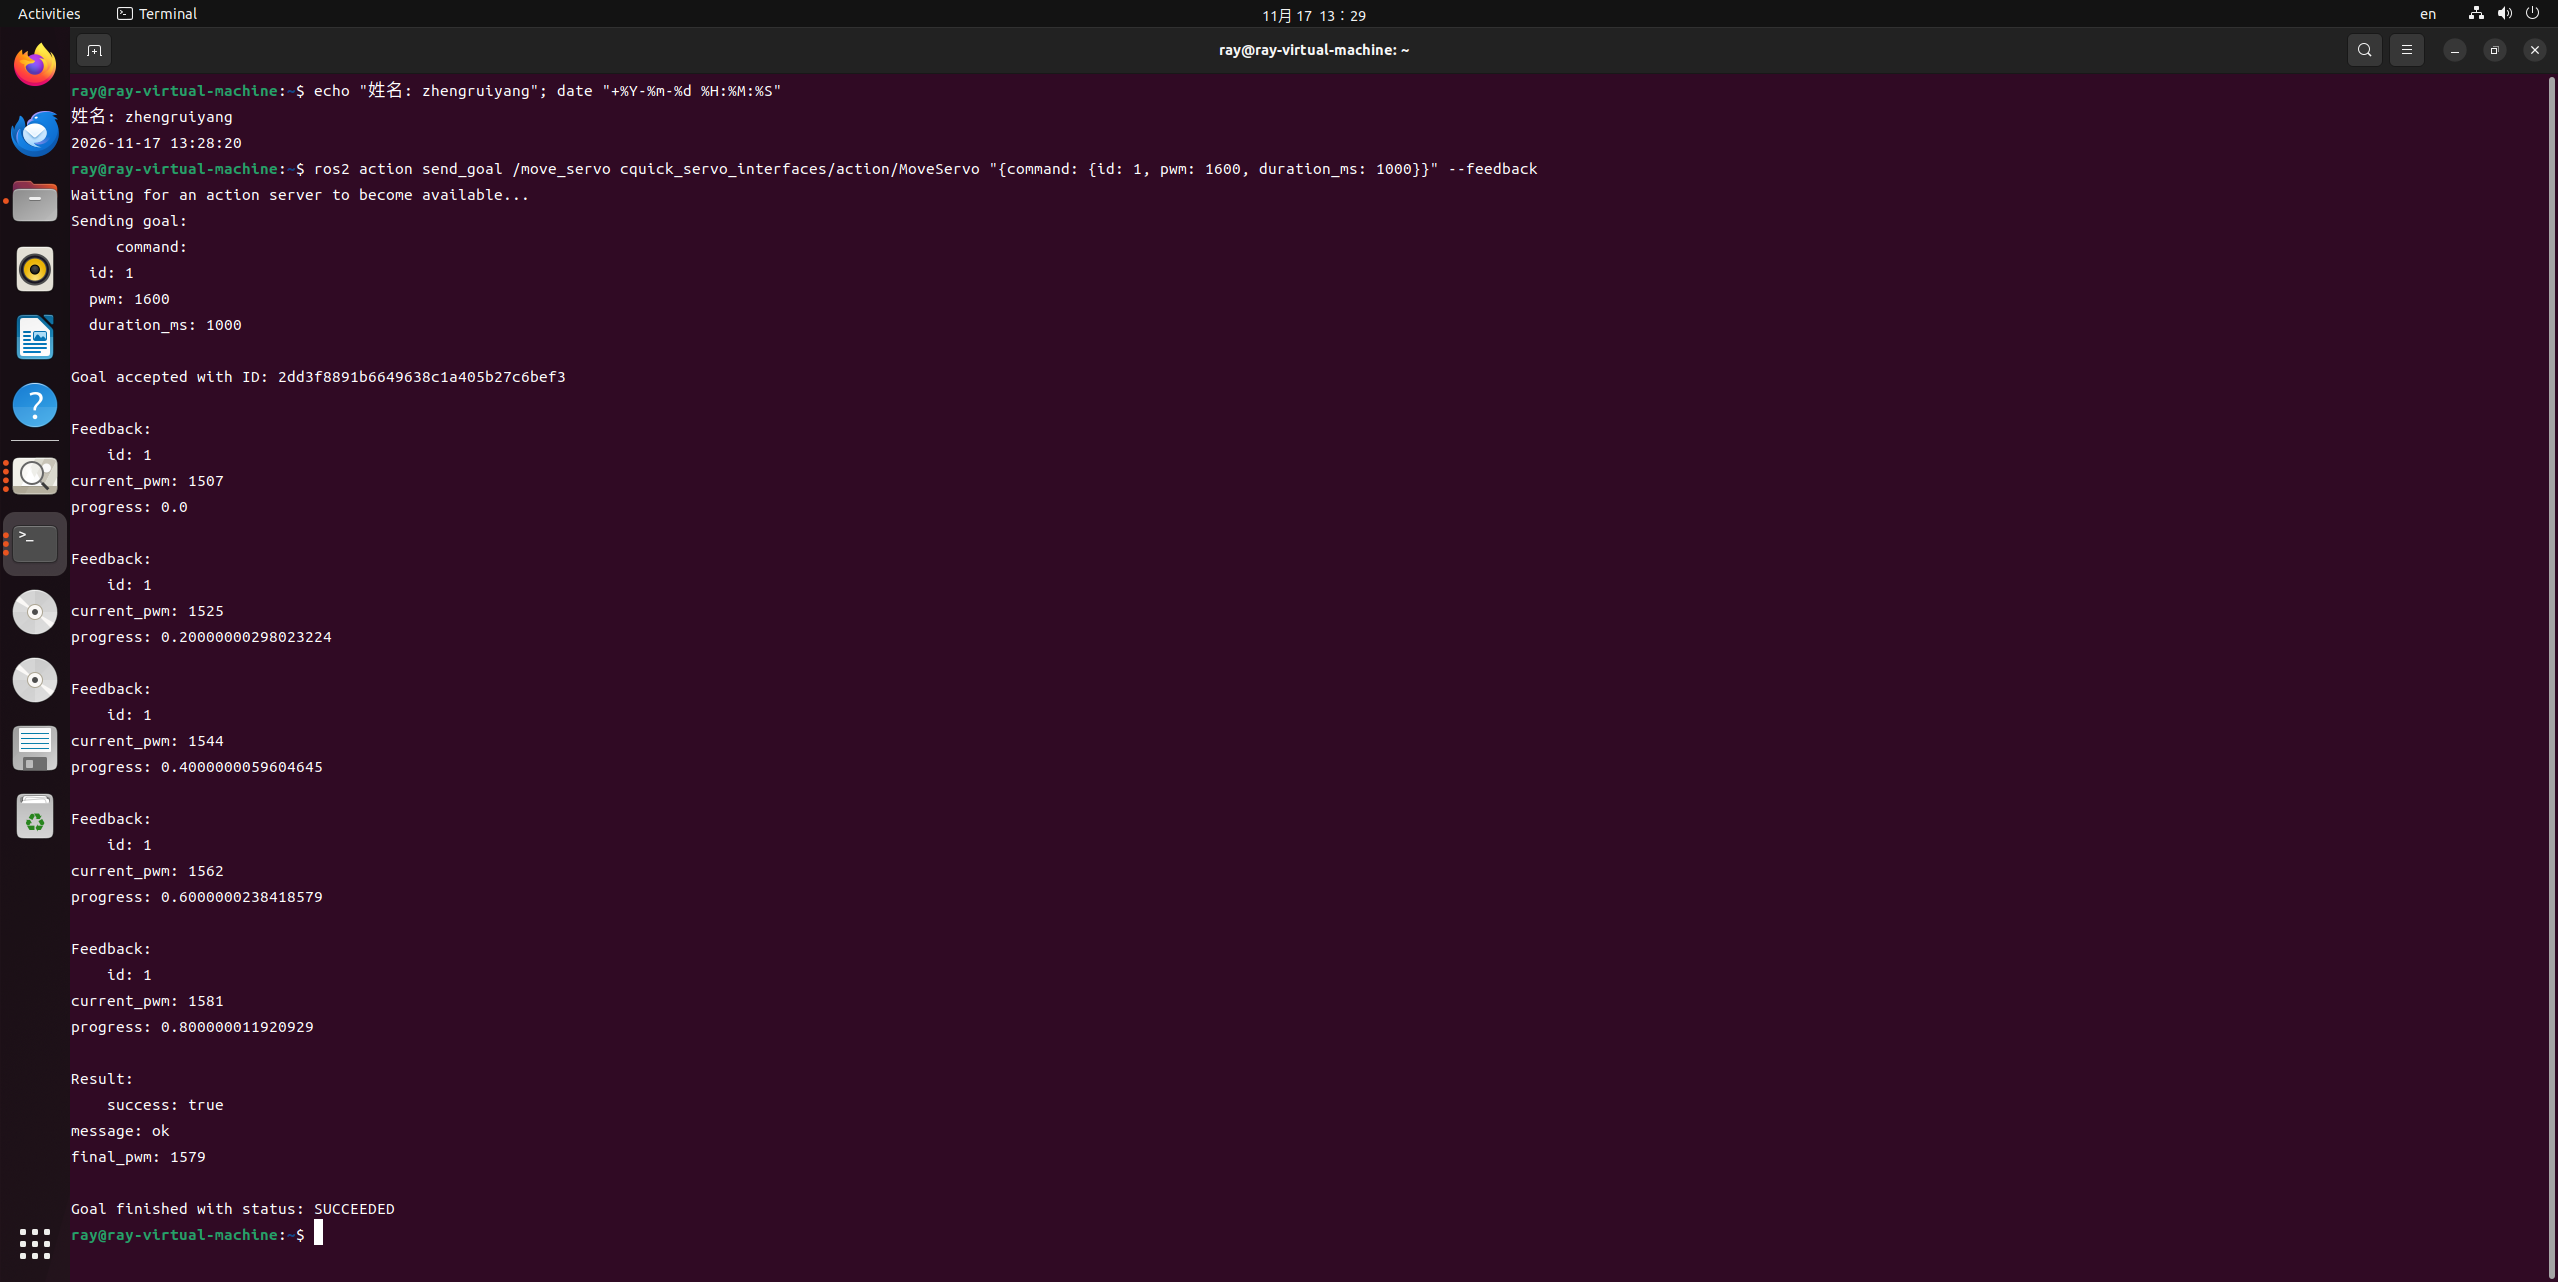 Activities
Terminal
11月 17 13：29
en
ray@ray-virtual-machine: ~
ray@ray-virtual-machine:~$ echo "姓名: zhengruiyang"; date "+%Y-%m-%d %H:%M:%S"
姓名: zhengruiyang
2026-11-17 13:28:20
ray@ray-virtual-machine:~$ ros2 action send_goal /move_servo cquick_servo_interfaces/action/MoveServo "{command: {id: 1, pwm: 1600, duration_ms: 1000}}" --feedback
Waiting for an action server to become available...
Sending goal:
     command:
  id: 1
  pwm: 1600
  duration_ms: 1000

Goal accepted with ID: 2dd3f8891b6649638c1a405b27c6bef3

Feedback:
    id: 1
current_pwm: 1507
progress: 0.0

Feedback:
    id: 1
current_pwm: 1525
progress: 0.20000000298023224

Feedback:
    id: 1
current_pwm: 1544
progress: 0.4000000059604645

Feedback:
    id: 1
current_pwm: 1562
progress: 0.6000000238418579

Feedback:
    id: 1
current_pwm: 1581
progress: 0.800000011920929

Result:
    success: true
message: ok
final_pwm: 1579

Goal finished with status: SUCCEEDED
ray@ray-virtual-machine:~$